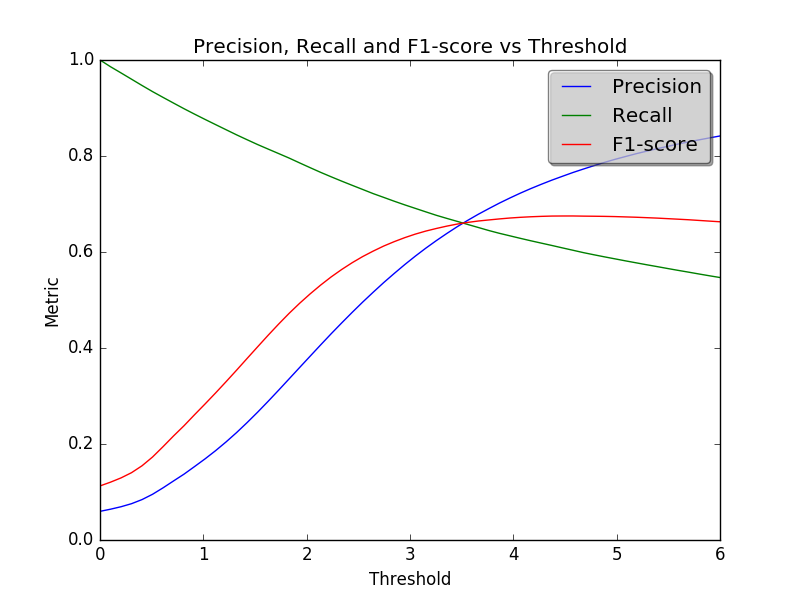 Precision, Recall and F1-score vs Threshold
Precision
Recall
F1-score
1.0
0.8
0.6
0.4
0.2
0.0
Metric
0 1 2 3 4 5 6
Threshold